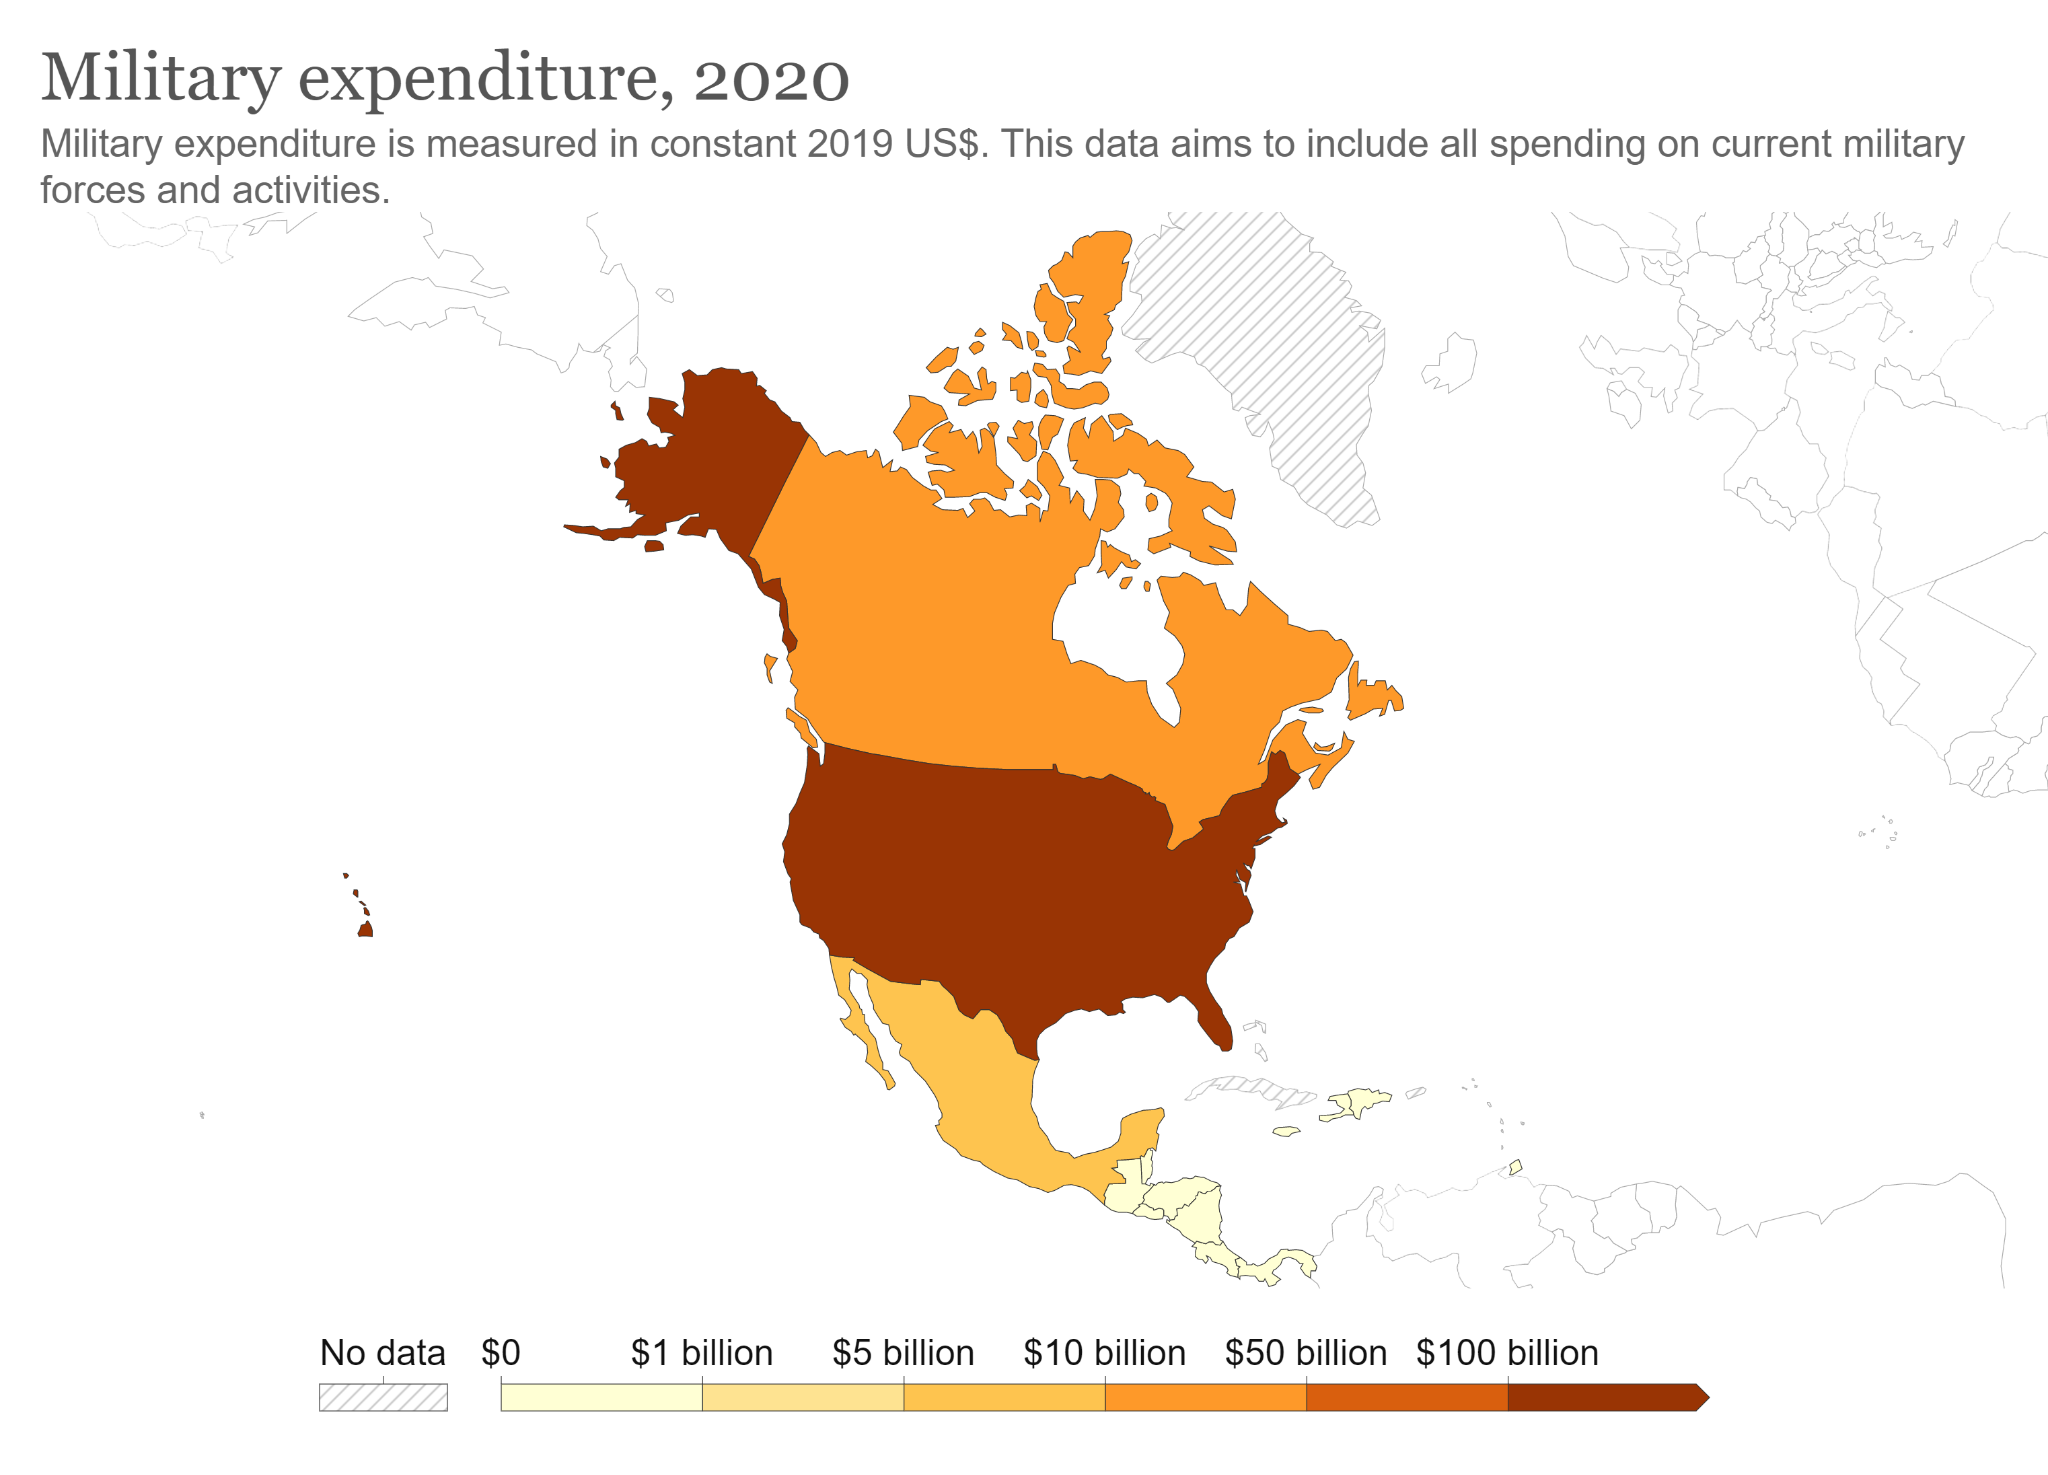 Military expenditure, 2020
Military expenditure is measured in constant 2019 US$. This data aims to include all spending on current military
forces and activities.
No data $0 $1 billion $5 billion $10 billion $50 billion $100 billion